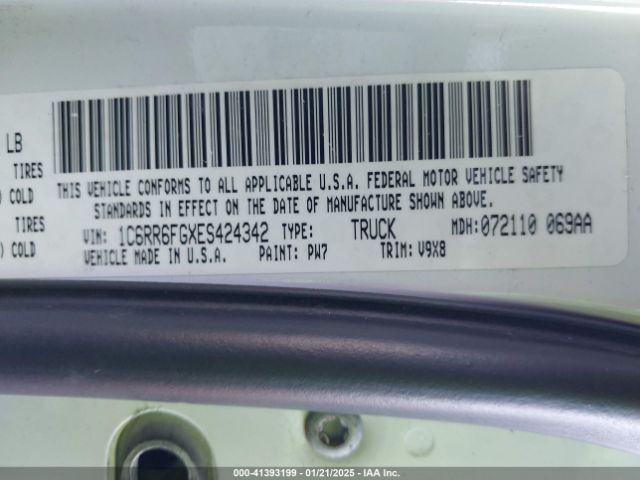 LB
TIRES
) COLD
THIS VEHICLE CONFORMS TO ALL APPLICABLE U.S.A. FEDERAL MOTOR VEHICLE SAFETY
STANDARDS IN EFFECT ON THE DATE OF MANUFACTURE SHOWN ABOVE.
TIRES
VIN: 1C6RR6FGXES424342 TYPE: TRUCK MDH:072110 069AA
) COLD
VEHICLE MADE IN U.S.A. PAINT: PW7 TRIM: V9X8
000-41393199 - 01/21/2025 - IAA Inc.